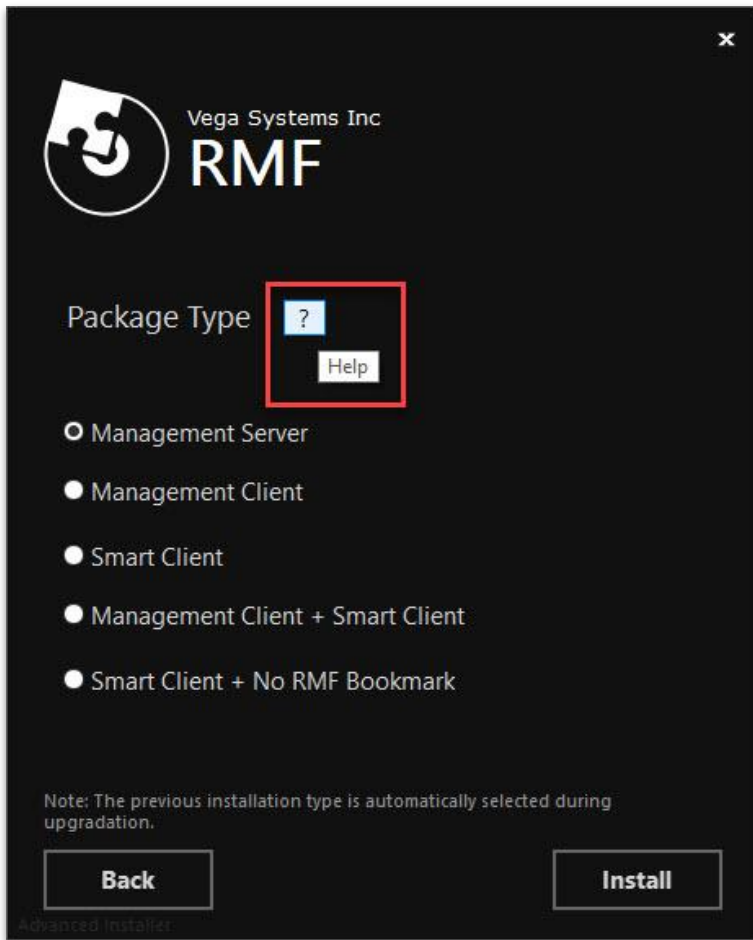 ×
Vega Systems Inc
RMF
Package Type ?
Help
Management Server
Management Client
Smart Client
Management Client + Smart Client
Smart Client + No RMF Bookmark
Note: The previous installation type is automatically selected during
upgradation.
Back Install
Advanced Installer